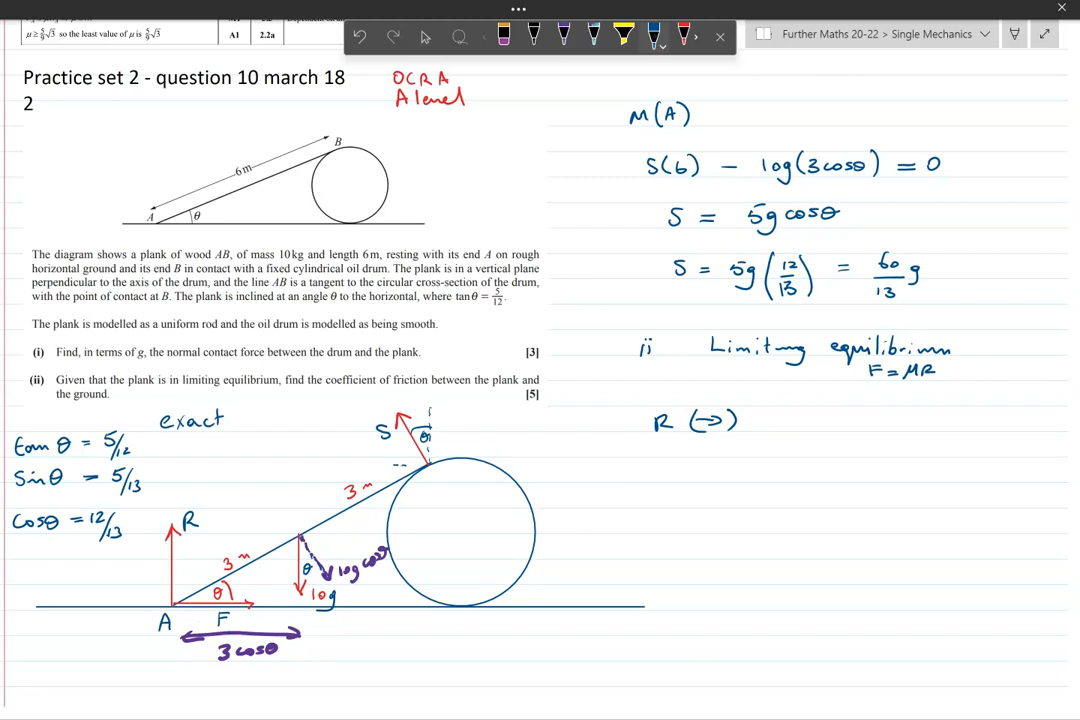 ...
μ ≥ 5/9 √3 so the least value of μ is 5/9 √3
A1
2.2a
Further Maths 20-22 > Single Mechanics
Practice set 2 - question 10 march 18
2
OCRA
A level
B
6 m
A
θ
The diagram shows a plank of wood AB, of mass 10 kg and length 6 m, resting with its end A on rough
horizontal ground and its end B in contact with a fixed cylindrical oil drum. The plank is in a vertical plane
perpendicular to the axis of the drum, and the line AB is a tangent to the circular cross-section of the drum,
with the point of contact at B. The plank is inclined at an angle θ to the horizontal, where tan θ = 5/12.
The plank is modelled as a uniform rod and the oil drum is modelled as being smooth.
(i) Find, in terms of g, the normal contact force between the drum and the plank. [3]
(ii) Given that the plank is in limiting equilibrium, find the coefficient of friction between the plank and
the ground. [5]
exact
tan θ = 5/12
Sin θ = 5/13
Cos θ = 12/13
S
θ
3 m
R
3 m
θ
θ
10g cos θ
10g
A
F
3 cos θ
M(A)
S(6) - 10g(3cosθ) = 0
S = 5g cosθ
S = 5g (12/13) = 60/13 g
ii Limiting equilibrium
F = μR
R (→)